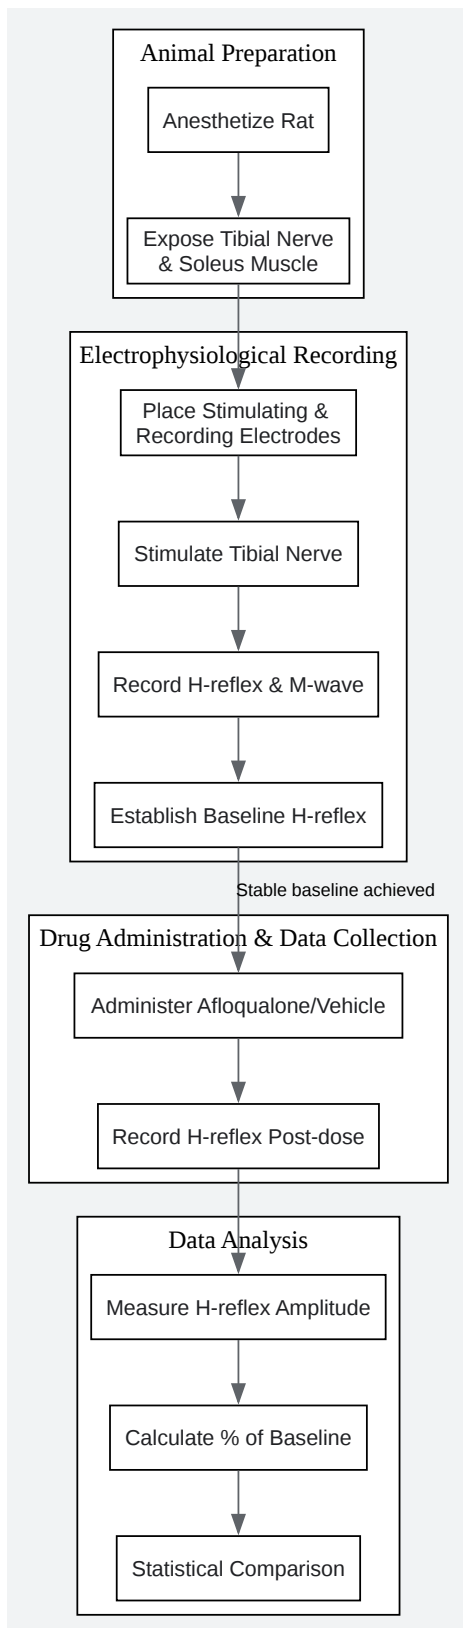 Animal Preparation
Anesthetize Rat
Expose Tibial Nerve
& Soleus Muscle
Electrophysiological Recording
Place Stimulating &
Recording Electrodes
Stimulate Tibial Nerve
Record H-reflex & M-wave
Establish Baseline H-reflex
Stable baseline achieved
Drug Administration & Data Collection
Administer Afloqualone/Vehicle
Record H-reflex Post-dose
Data Analysis
Measure H-reflex Amplitude
Calculate % of Baseline
Statistical Comparison